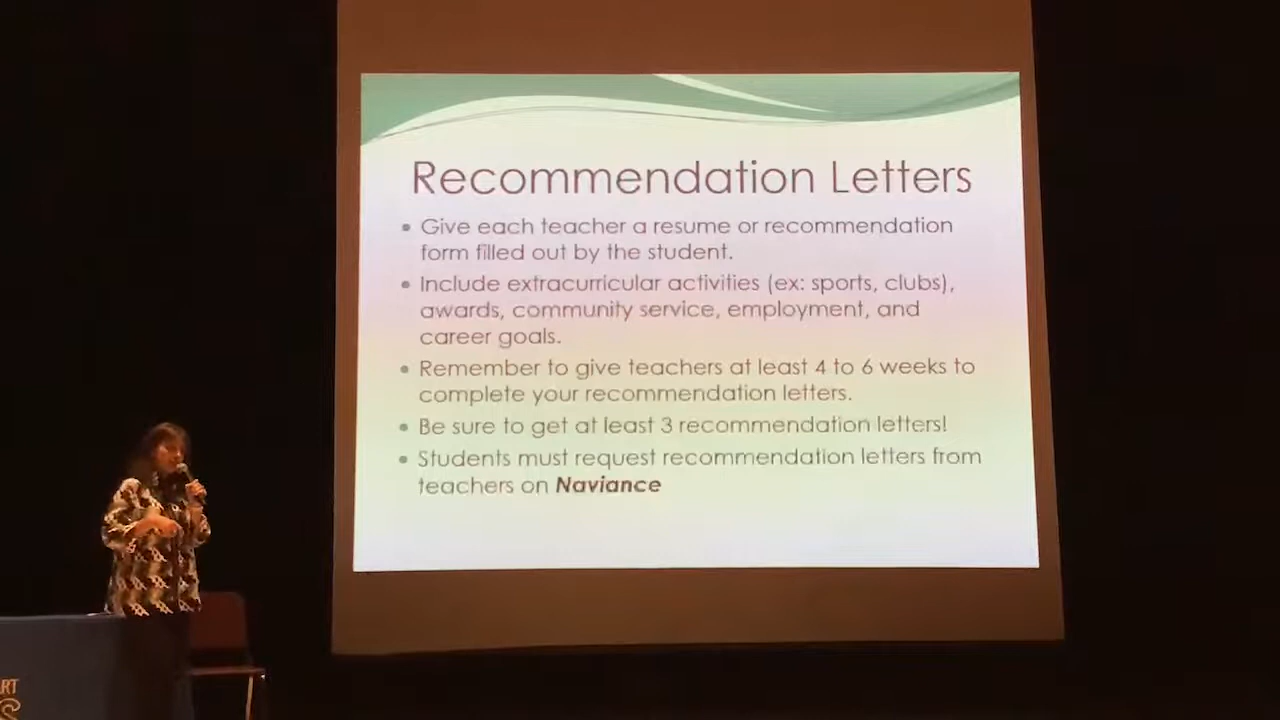 Recommendation Letters
• Give each teacher a resume or recommendation
form filled out by the student.
• Include extracurricular activities (ex: sports, clubs),
awards, community service, employment, and
career goals.
• Remember to give teachers at least 4 to 6 weeks to
complete your recommendation letters.
• Be sure to get at least 3 recommendation letters!
• Students must request recommendation letters from
teachers on Naviance
ART